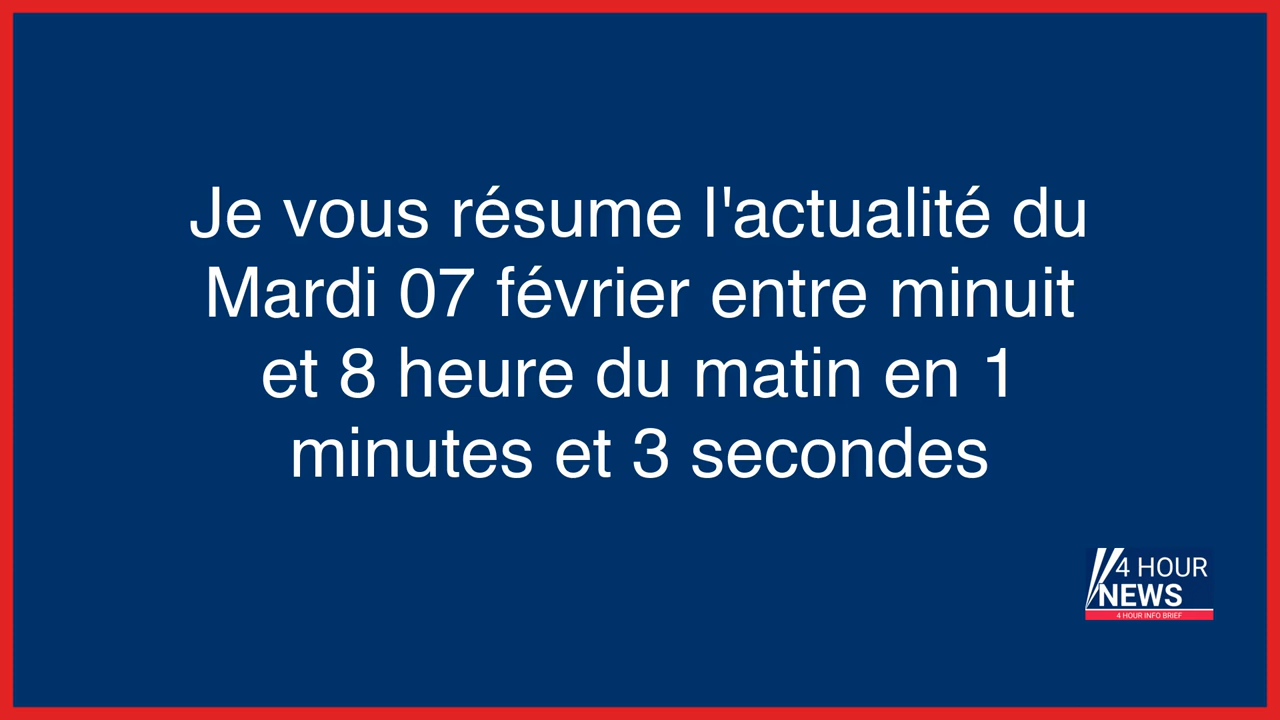 Je vous résume l'actualité du
Mardi 07 février entre minuit
et 8 heure du matin en 1
minutes et 3 secondes
4 HOUR
NEWS
4 HOUR INFO BRIEF